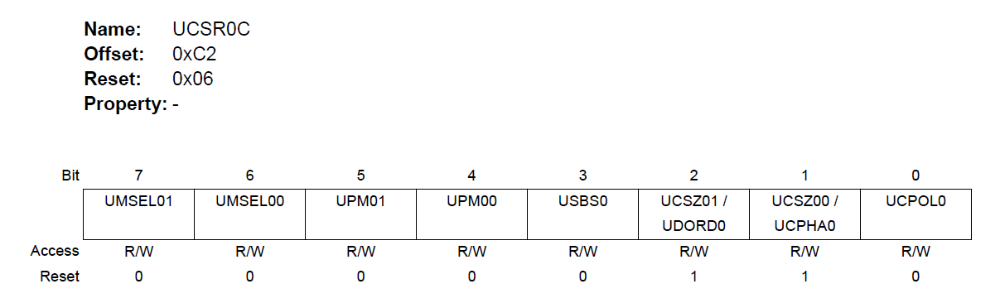 Name: UCSR0C
Offset: 0xC2
Reset: 0x06
Property: -
Bit 7 6 5 4 3 2 1 0
UMSEL01 UMSEL00 UPM01 UPM00 USBS0 UCSZ01 / UCSZ00 / UCPOL0
UDORD0 UCPHA0
Access R/W R/W R/W R/W R/W R/W R/W R/W
Reset 0 0 0 0 0 1 1 0